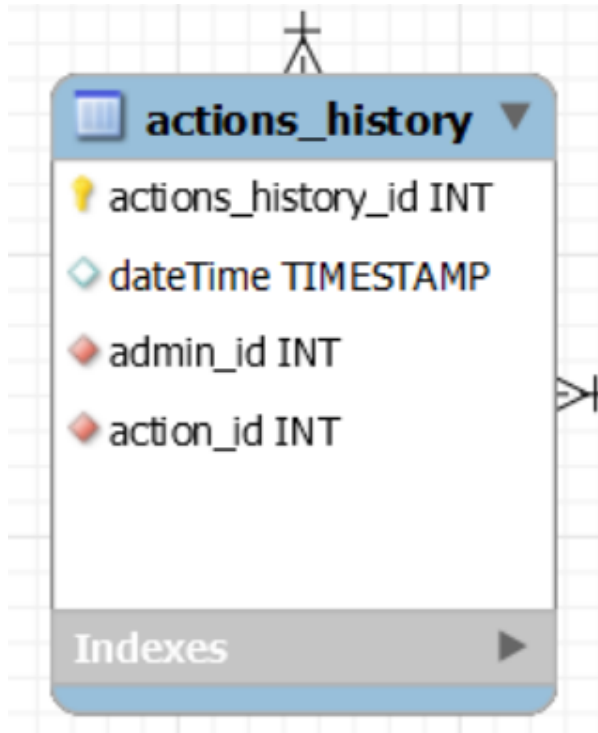 actions_history
actions_history_id INT
dateTime TIMESTAMP
admin_id INT
action_id INT
Indexes